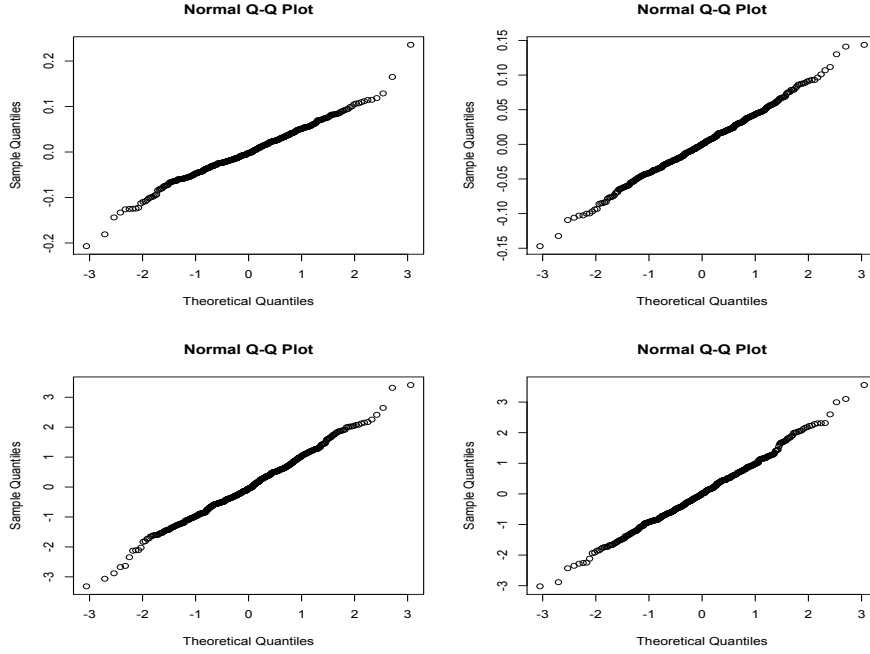 Normal Q-Q Plot
Sample Quantiles
0.2
0.1
0.0
-0.1
-0.2
-3 -2 -1 0 1 2 3
Theoretical Quantiles
Normal Q-Q Plot
Sample Quantiles
0.15
0.10
0.05
0.00
-0.05
-0.10
-0.15
-3 -2 -1 0 1 2 3
Theoretical Quantiles
Normal Q-Q Plot
Sample Quantiles
3
2
1
0
-1
-2
-3
-3 -2 -1 0 1 2 3
Theoretical Quantiles
Normal Q-Q Plot
Sample Quantiles
3
2
1
0
-1
-2
-3
-3 -2 -1 0 1 2 3
Theoretical Quantiles